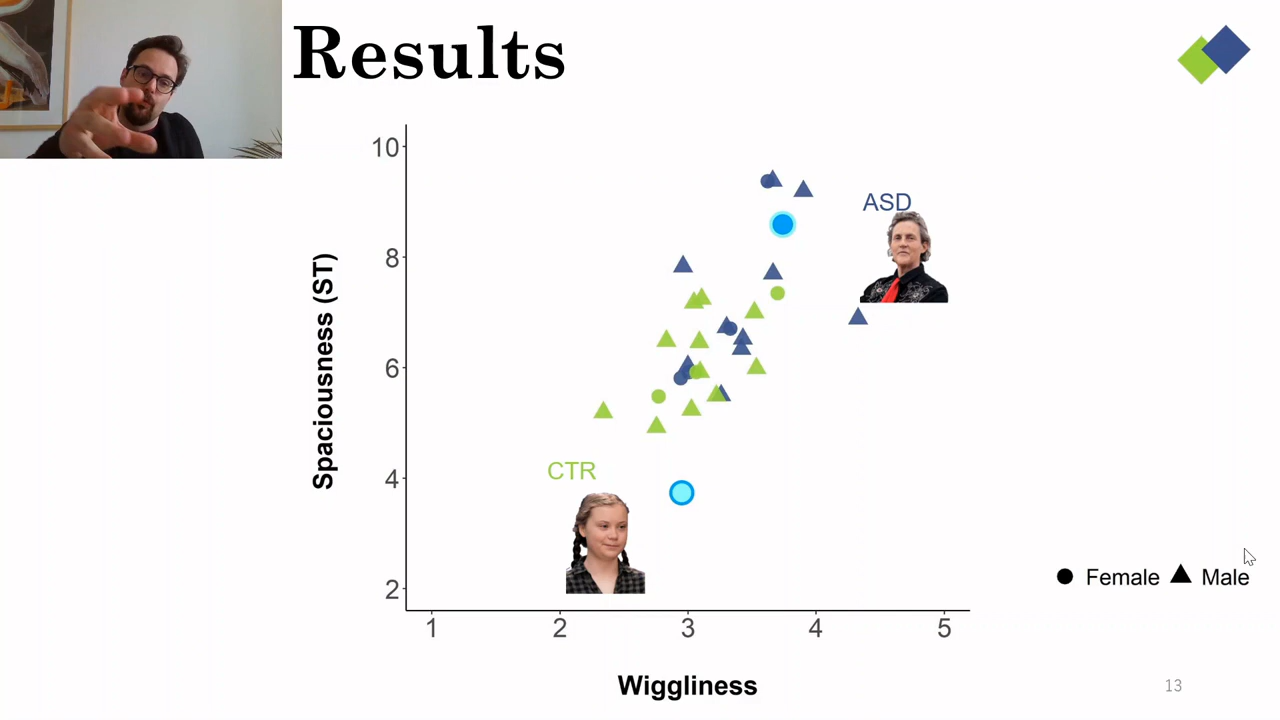 Results
10
8
6
4
2
Spaciousness (ST)
ASD
CTR
Female Male
1 2 3 4 5
Wiggliness
13